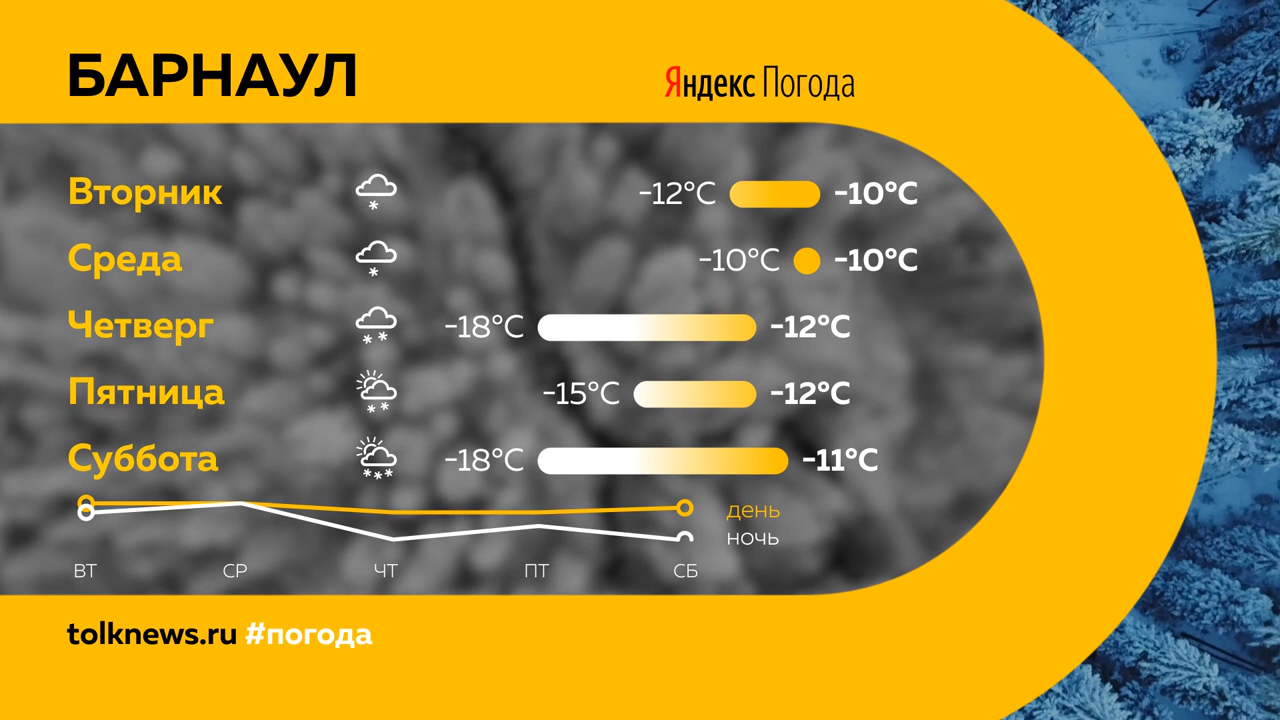 БАРНАУЛ
Яндекс Погода
Вторник -12°C -10°C
Среда -10°C -10°C
Четверг -18°C -12°C
Пятница -15°C -12°C
Суббота -18°C -11°C
день
ночь
ВТ СР ЧТ ПТ СБ
tolknews.ru #погода